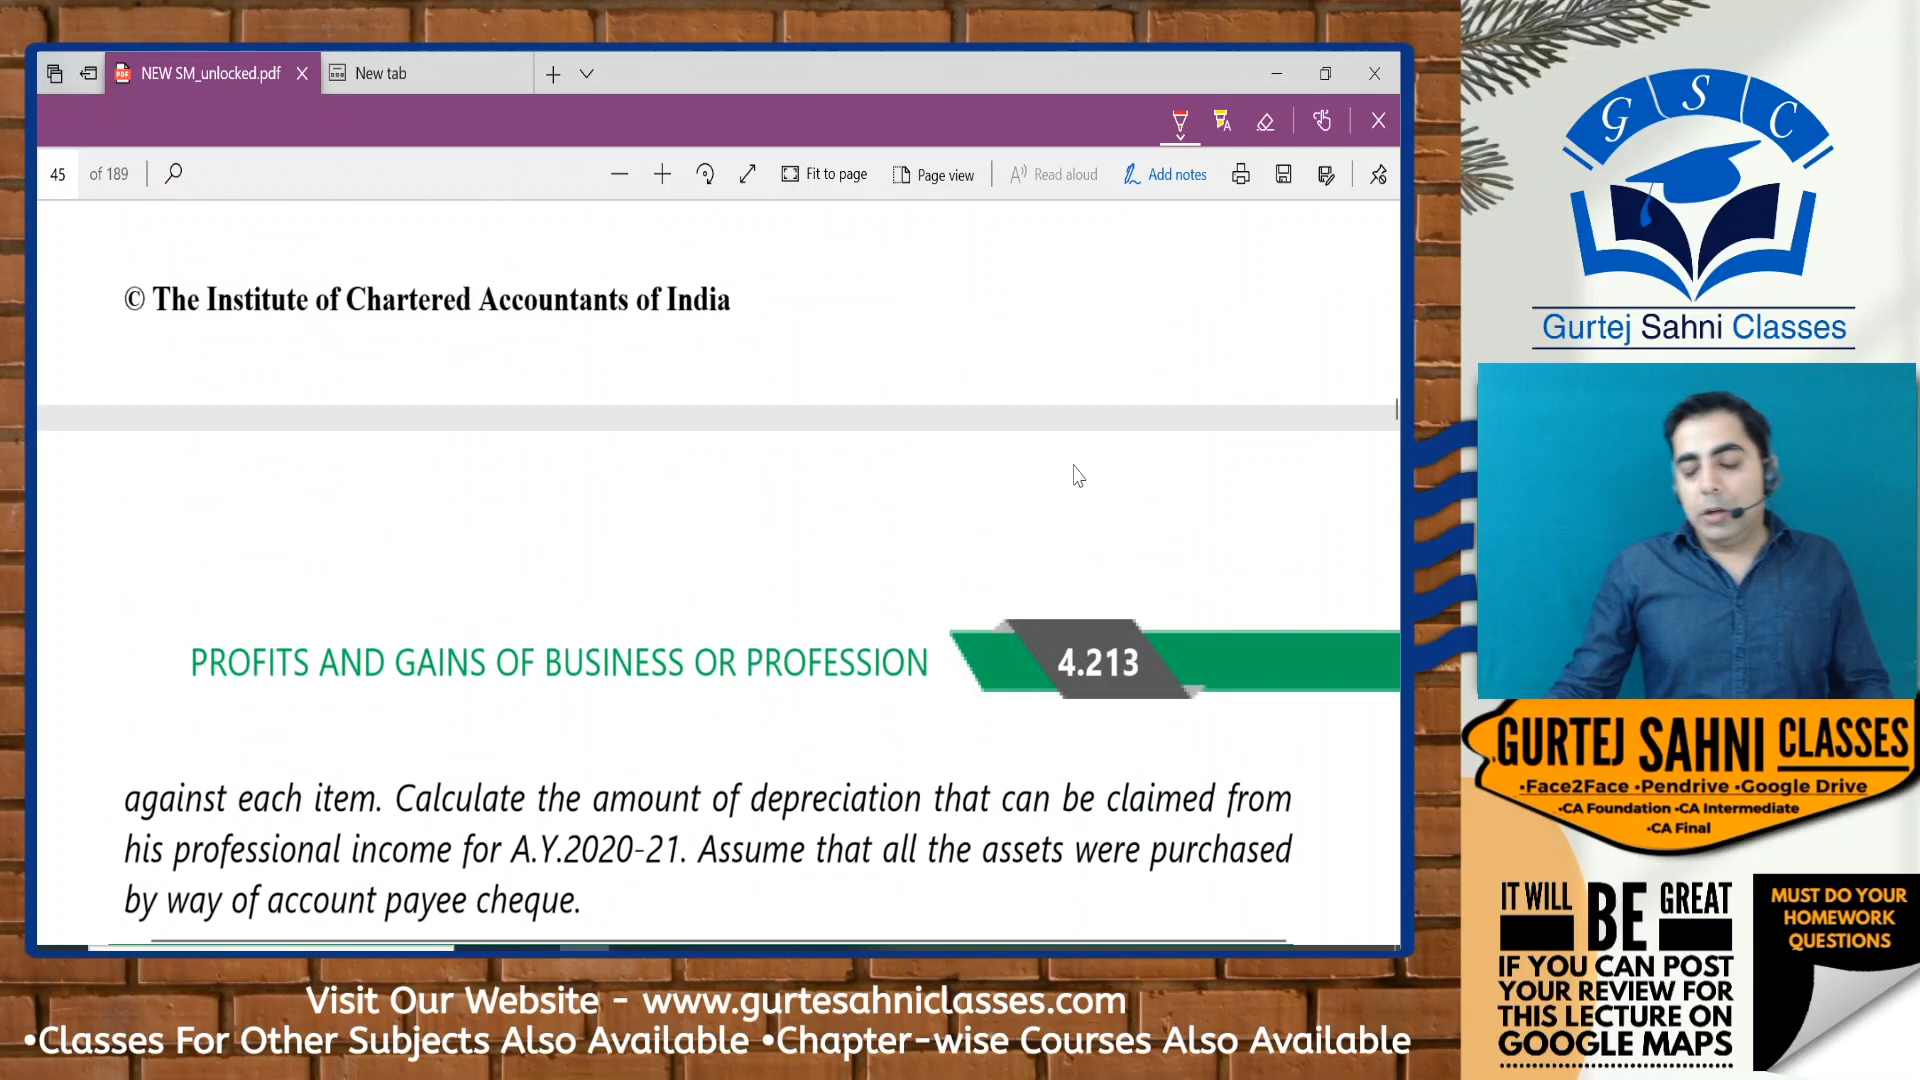 NEW SM_unlocked.pdf
New tab
45 of 189
Fit to page
Page view
Read aloud
Add notes
© The Institute of Chartered Accountants of India
PROFITS AND GAINS OF BUSINESS OR PROFESSION
4.213
against each item. Calculate the amount of depreciation that can be claimed from
his professional income for A.Y.2020-21. Assume that all the assets were purchased
by way of account payee cheque.
G S C
Gurtej Sahni Classes
GURTEJ SAHNI CLASSES
•Face2Face •Pendrive •Google Drive
•CA Foundation •CA Intermediate
•CA Final
IT WILL BE GREAT
IF YOU CAN POST
YOUR REVIEW FOR
THIS LECTURE ON
GOOGLE MAPS
MUST DO YOUR
HOMEWORK
QUESTIONS
Visit Our Website - www.gurtesahniclasses.com
•Classes For Other Subjects Also Available •Chapter-wise Courses Also Available